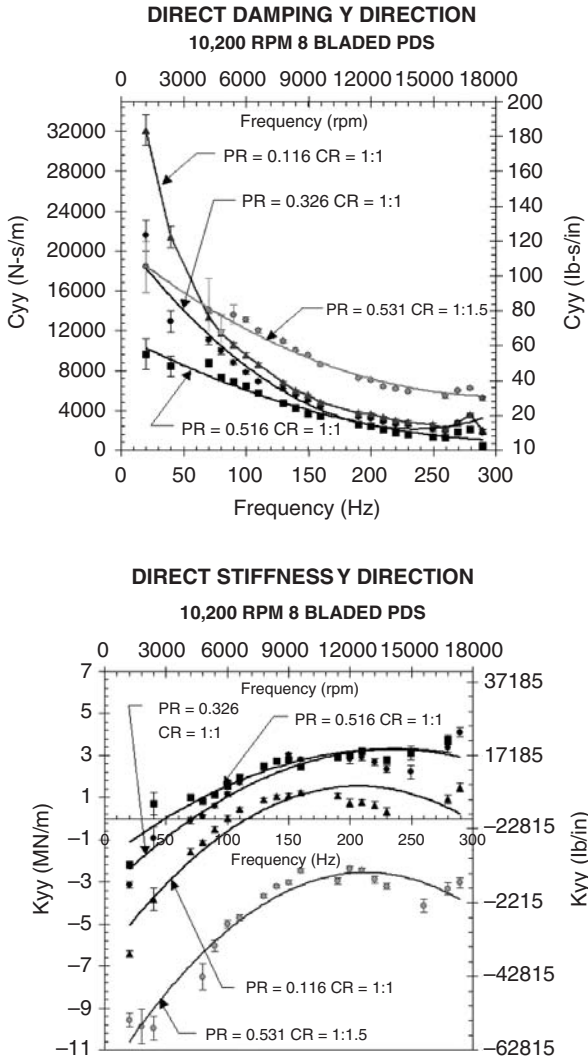 DIRECT DAMPING Y DIRECTION
10,200 RPM 8 BLADED PDS
0 3000 6000 9000 12000 15000 18000
Frequency (rpm)
32000
28000
24000
20000
16000
12000
8000
4000
0
Cyy (N-s/m)
200
180
160
140
120
100
80
60
40
20
10
Cyy (lb-s/in)
PR = 0.116 CR = 1:1
PR = 0.326 CR = 1:1
PR = 0.531 CR = 1:1.5
PR = 0.516 CR = 1:1
0 50 100 150 200 250 300
Frequency (Hz)
DIRECT STIFFNESS Y DIRECTION
10,200 RPM 8 BLADED PDS
0 3000 6000 9000 12000 15000 18000
Frequency (rpm)
7
5
3
1
−1
−3
−5
−7
−9
−11
Kyy (MN/m)
37185
17185
−22815
−2215
−42815
−62815
Kyy (lb/in)
PR = 0.326
CR = 1:1
PR = 0.516 CR = 1:1
0 50 100 150 200 250 300
Frequency (Hz)
PR = 0.116 CR = 1:1
PR = 0.531 CR = 1:1.5